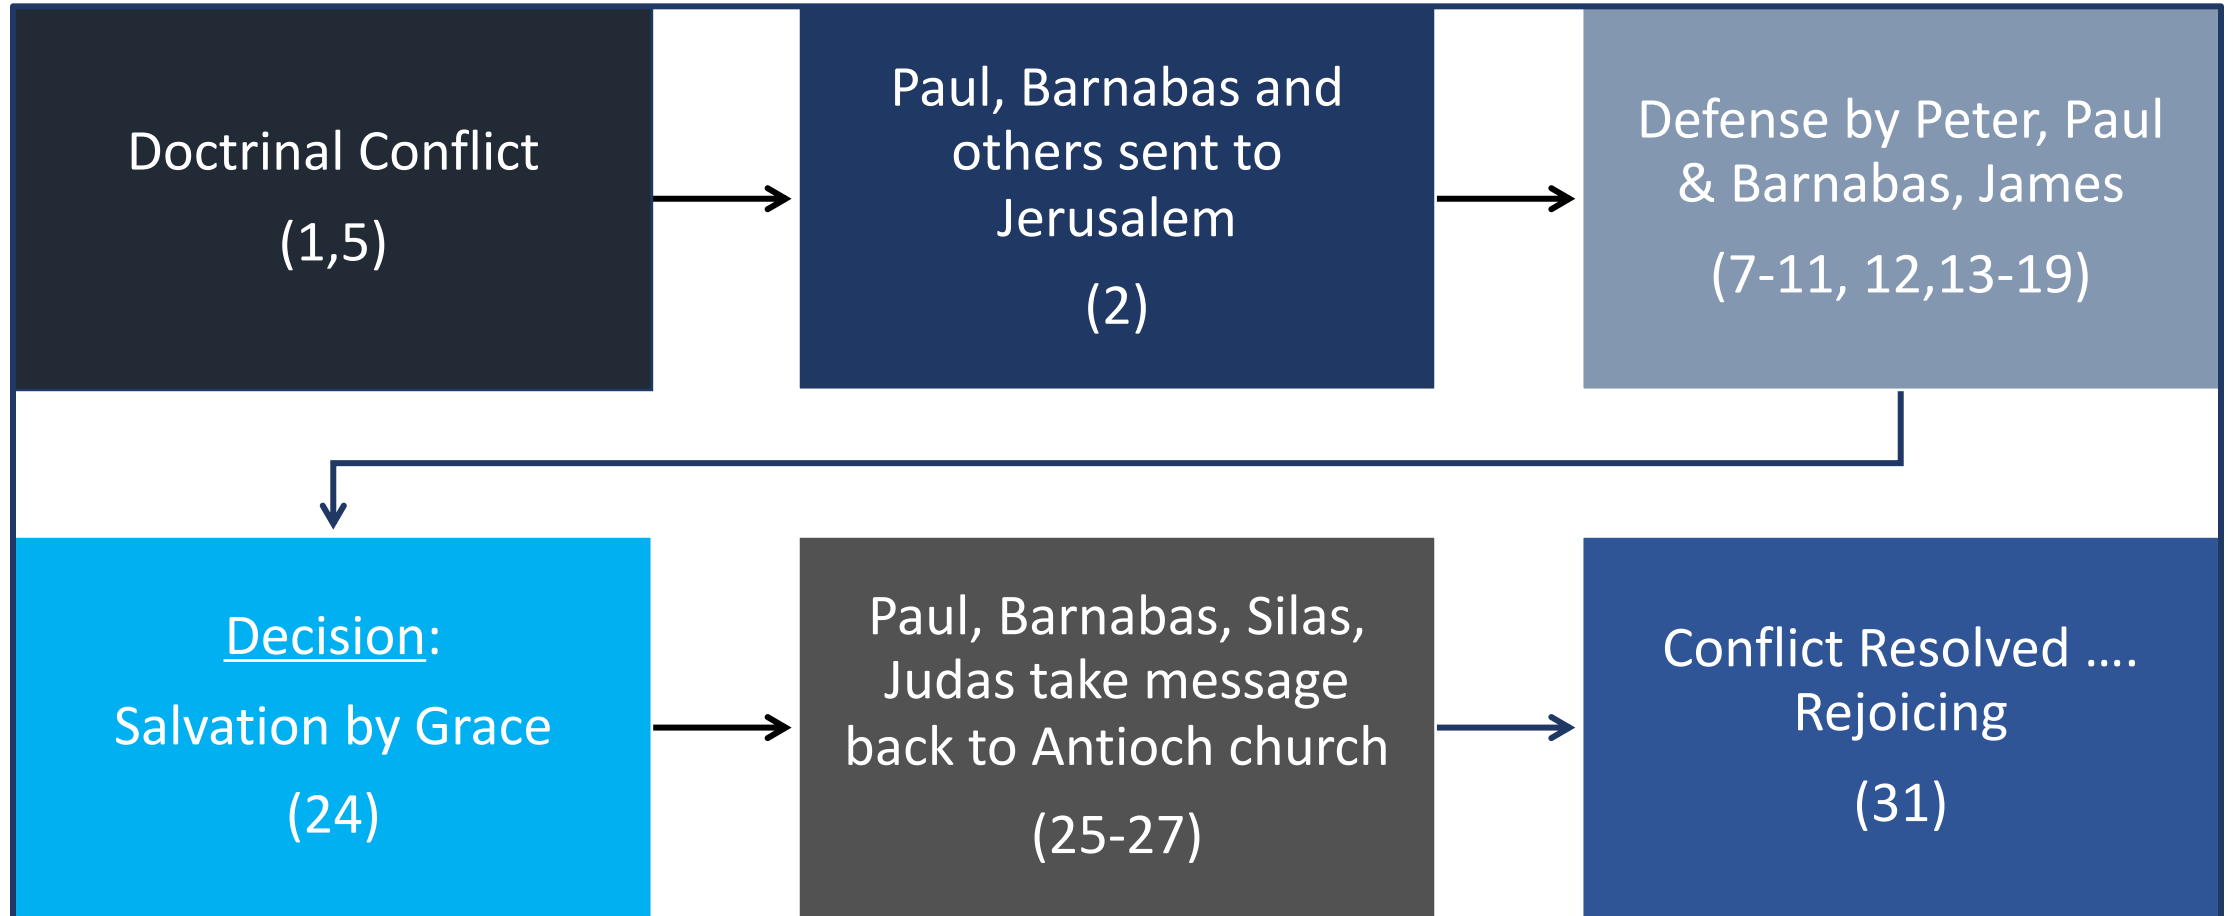 Doctrinal Conflict
(1,5)
Paul, Barnabas and
others sent to
Jerusalem
(2)
Defense by Peter, Paul
& Barnabas, James
(7-11, 12,13-19)
Decision:
Salvation by Grace
(24)
Paul, Barnabas, Silas,
Judas take message
back to Antioch church
(25-27)
Conflict Resolved ....
Rejoicing
(31)